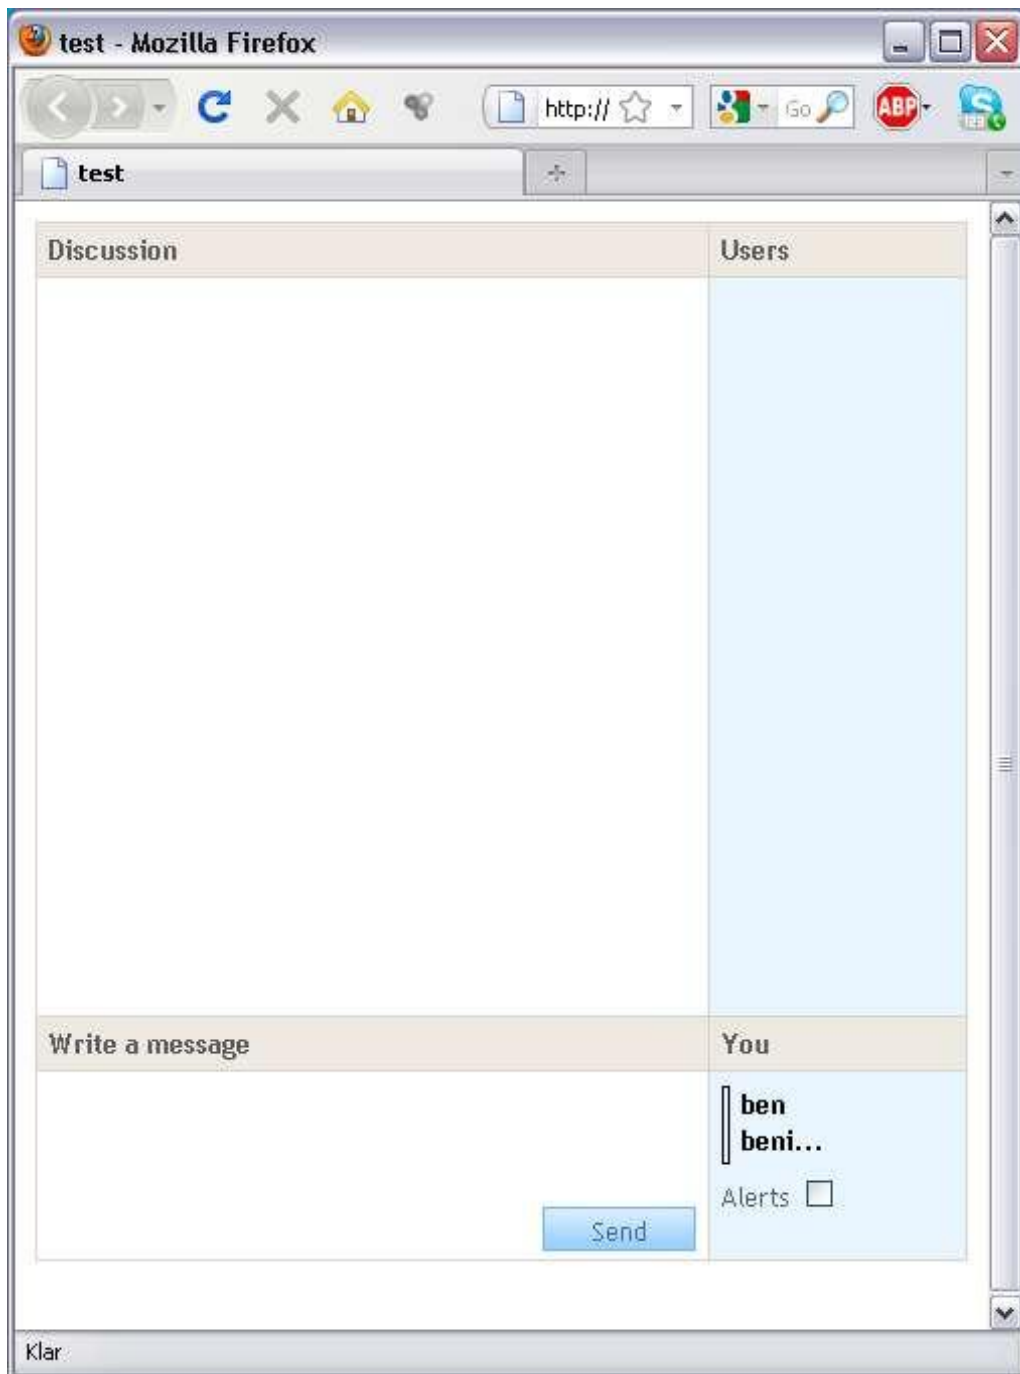 test - Mozilla Firefox
http://
Go
ABP
S
test
Discussion
Users
Write a message
You
ben
beni...
Alerts
Send
Klar